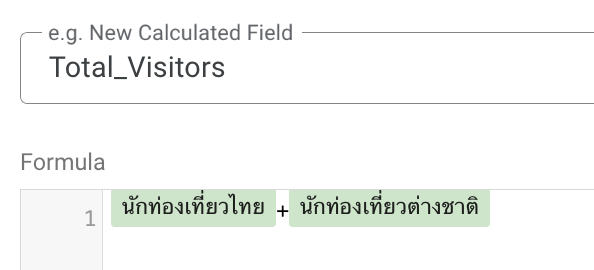 e.g. New Calculated Field
Total_Visitors
Formula
1 นักท่องเที่ยวไทย + นักท่องเที่ยวต่างชาติ